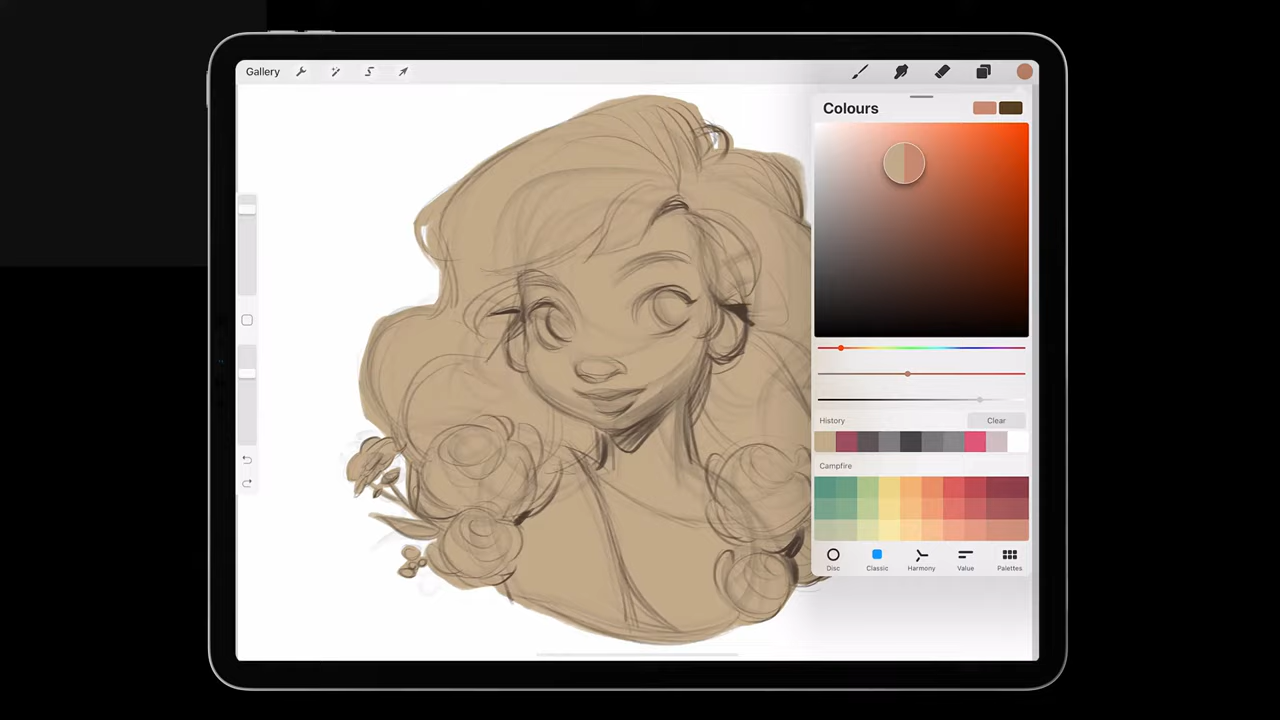 Gallery
Colours
History
Clear
Campfire
Disc
Classic
Harmony
Value
Palettes